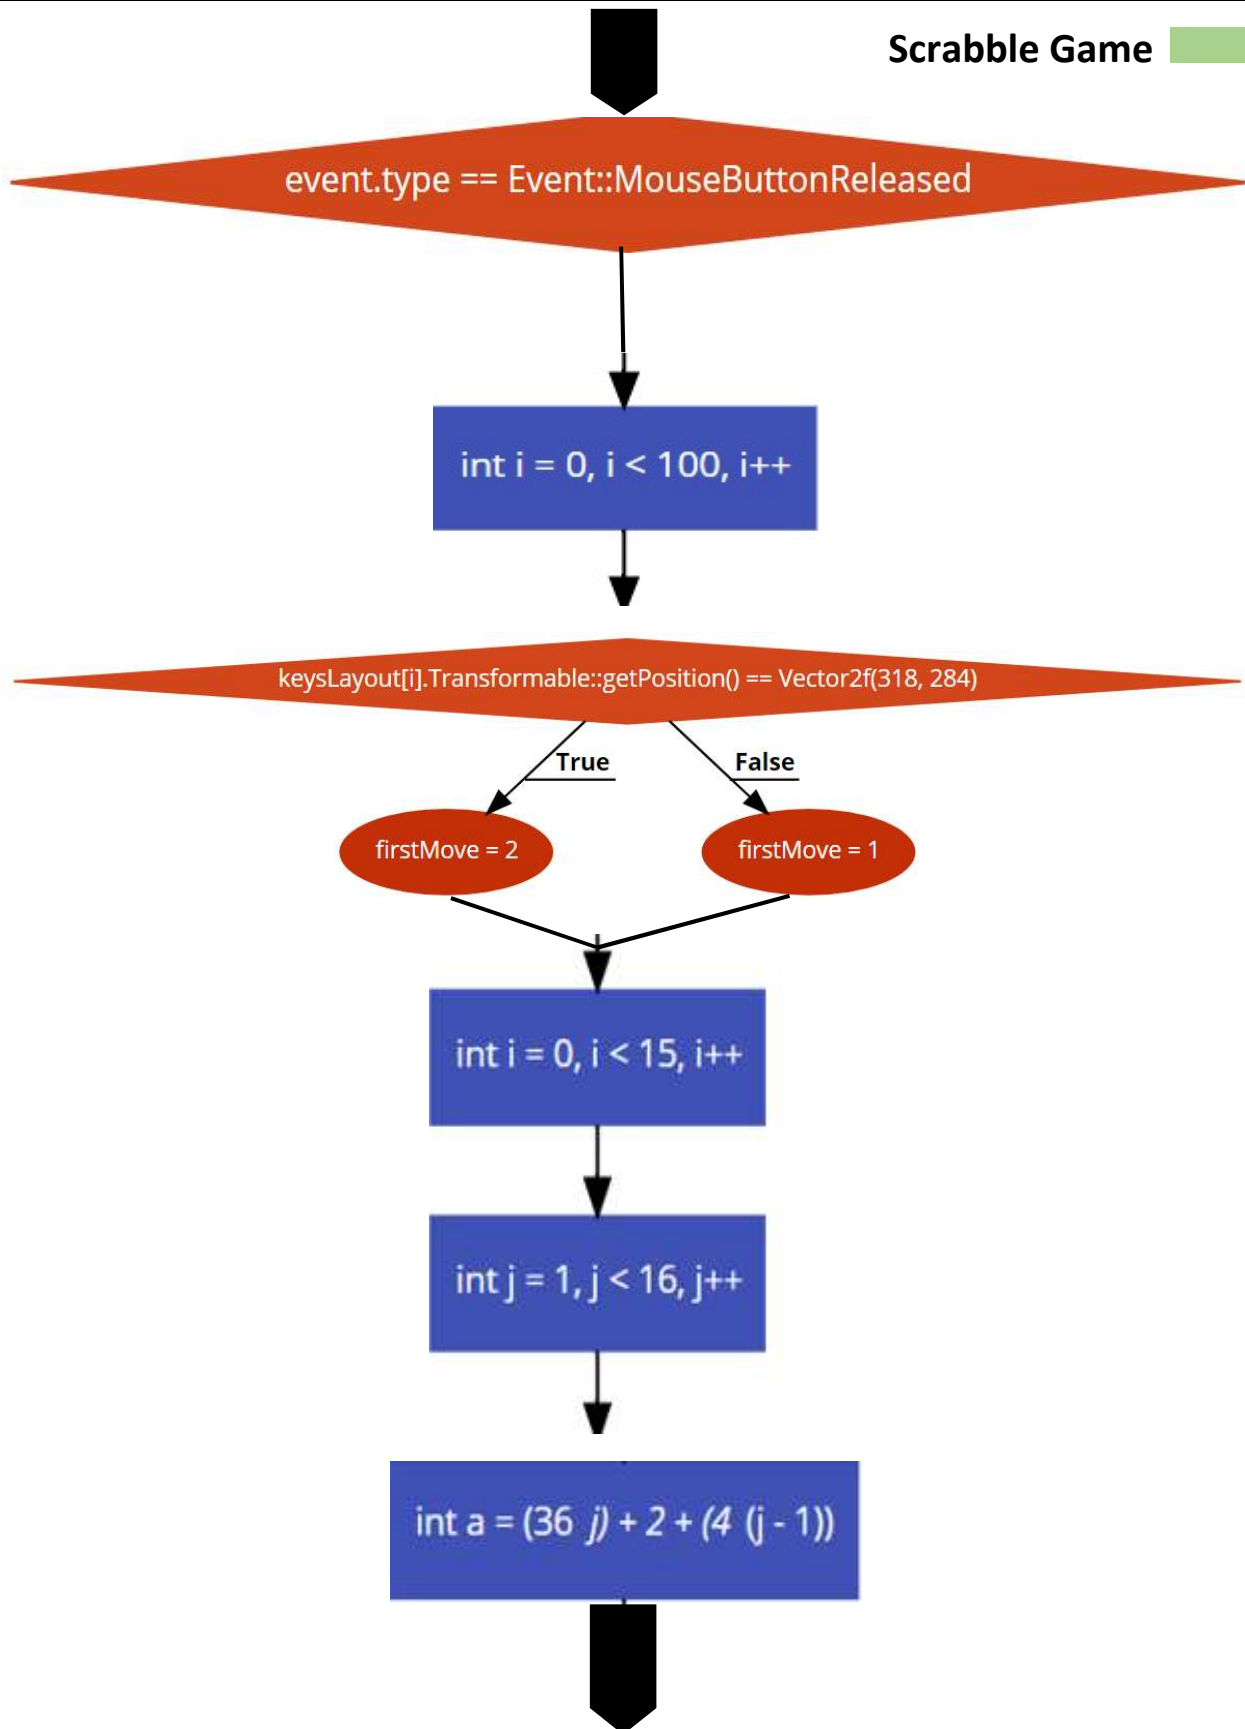 Scrabble Game
event.type == Event::MouseButtonReleased
int i = 0, i < 100, i++
keysLayout[i].Transformable::getPosition() == Vector2f(318, 284)
True
False
firstMove = 2
firstMove = 1
int i = 0, i < 15, i++
int j = 1, j < 16, j++
int a = (36 j) + 2 + (4 (j - 1))